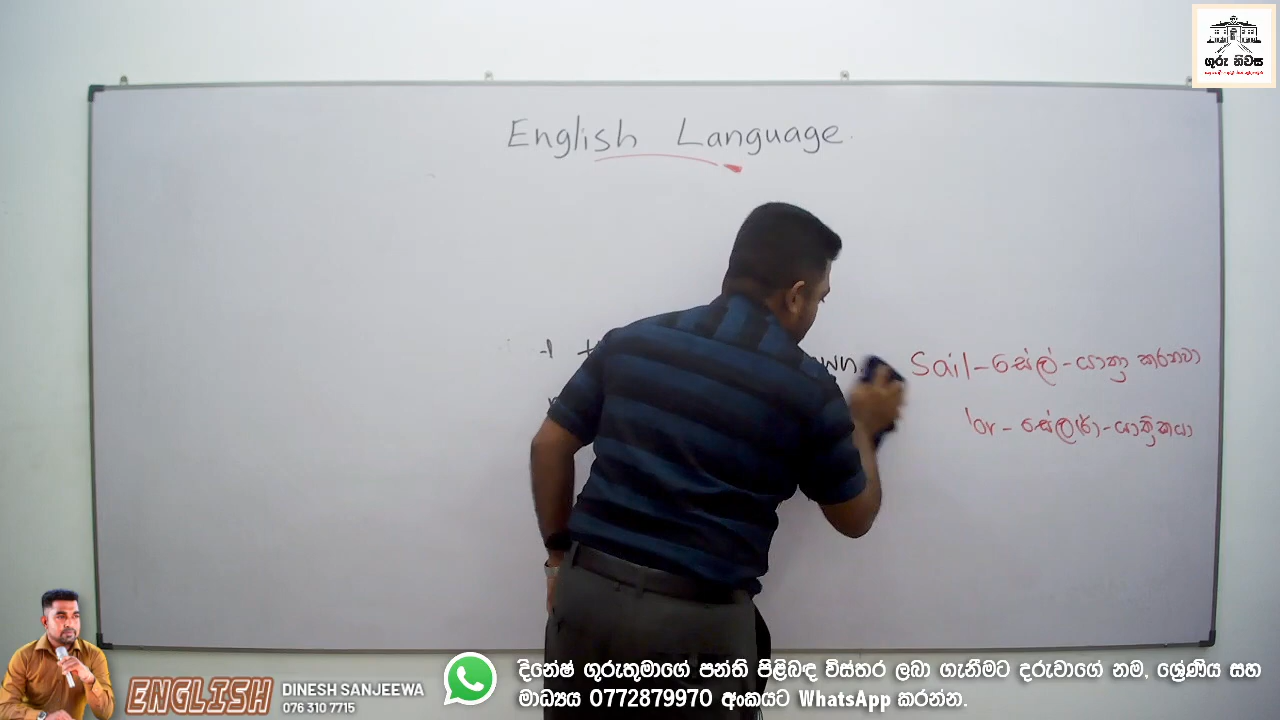 ගුරු නිවස
English Language
Sail - සේල් - යාත්‍රා කරනවා
or - සේල(ර්) - යාත්‍රිකයා
ENGLISH
DINESH SANJEEWA
076 310 7715
දිනේෂ් ගුරුතුමාගේ පන්ති පිළිබඳ විස්තර ලබා ගැනීමට දරුවාගේ නම, ශ්‍රේණිය සහ
මාධ්‍යය 0772879970 අංකයට WhatsApp කරන්න.